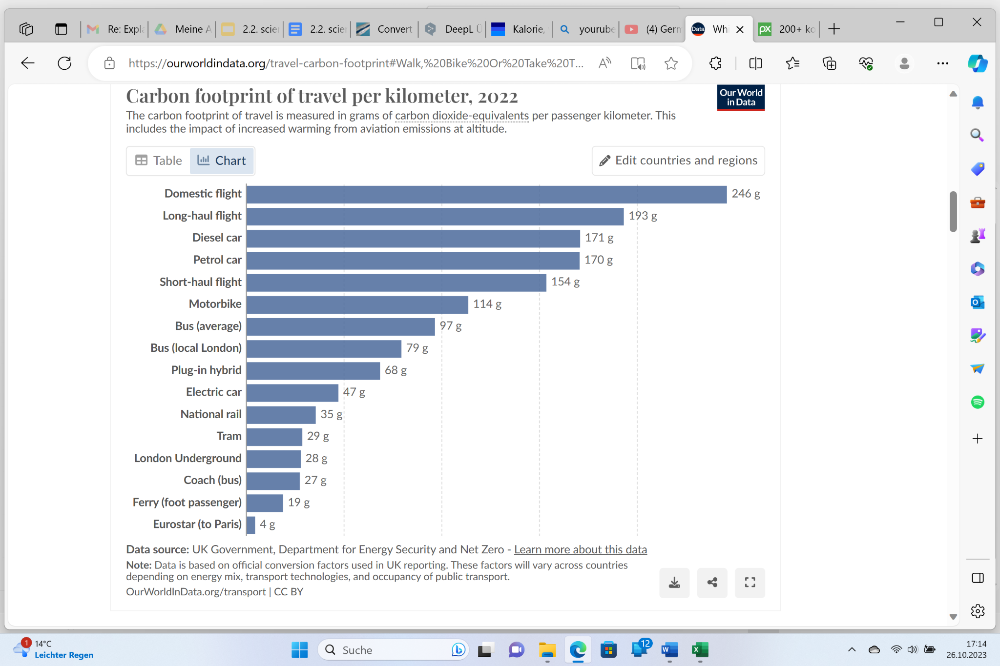 Re: Expla
Meine A
2.2. scier
2.2. scier
Convert
DeepL Ü
Kalorie,
yourube
(4) Germ
Data
Whi
px
200+ ko
https://ourworldindata.org/travel-carbon-footprint#Walk,%20Bike%20Or%20Take%20T...
Carbon footprint of travel per kilometer, 2022
Our World
in Data
The carbon footprint of travel is measured in grams of carbon dioxide-equivalents per passenger kilometer. This
includes the impact of increased warming from aviation emissions at altitude.
Table
Chart
Edit countries and regions
Domestic flight 246 g
Long-haul flight 193 g
Diesel car 171 g
Petrol car 170 g
Short-haul flight 154 g
Motorbike 114 g
Bus (average) 97 g
Bus (local London) 79 g
Plug-in hybrid 68 g
Electric car 47 g
National rail 35 g
Tram 29 g
London Underground 28 g
Coach (bus) 27 g
Ferry (foot passenger) 19 g
Eurostar (to Paris) 4 g
Data source: UK Government, Department for Energy Security and Net Zero - Learn more about this data
Note: Data is based on official conversion factors used in UK reporting. These factors will vary across countries
depending on energy mix, transport technologies, and occupancy of public transport.
OurWorldInData.org/transport | CC BY
1
14°C
Leichter Regen
Suche
12
17:14
26.10.2023